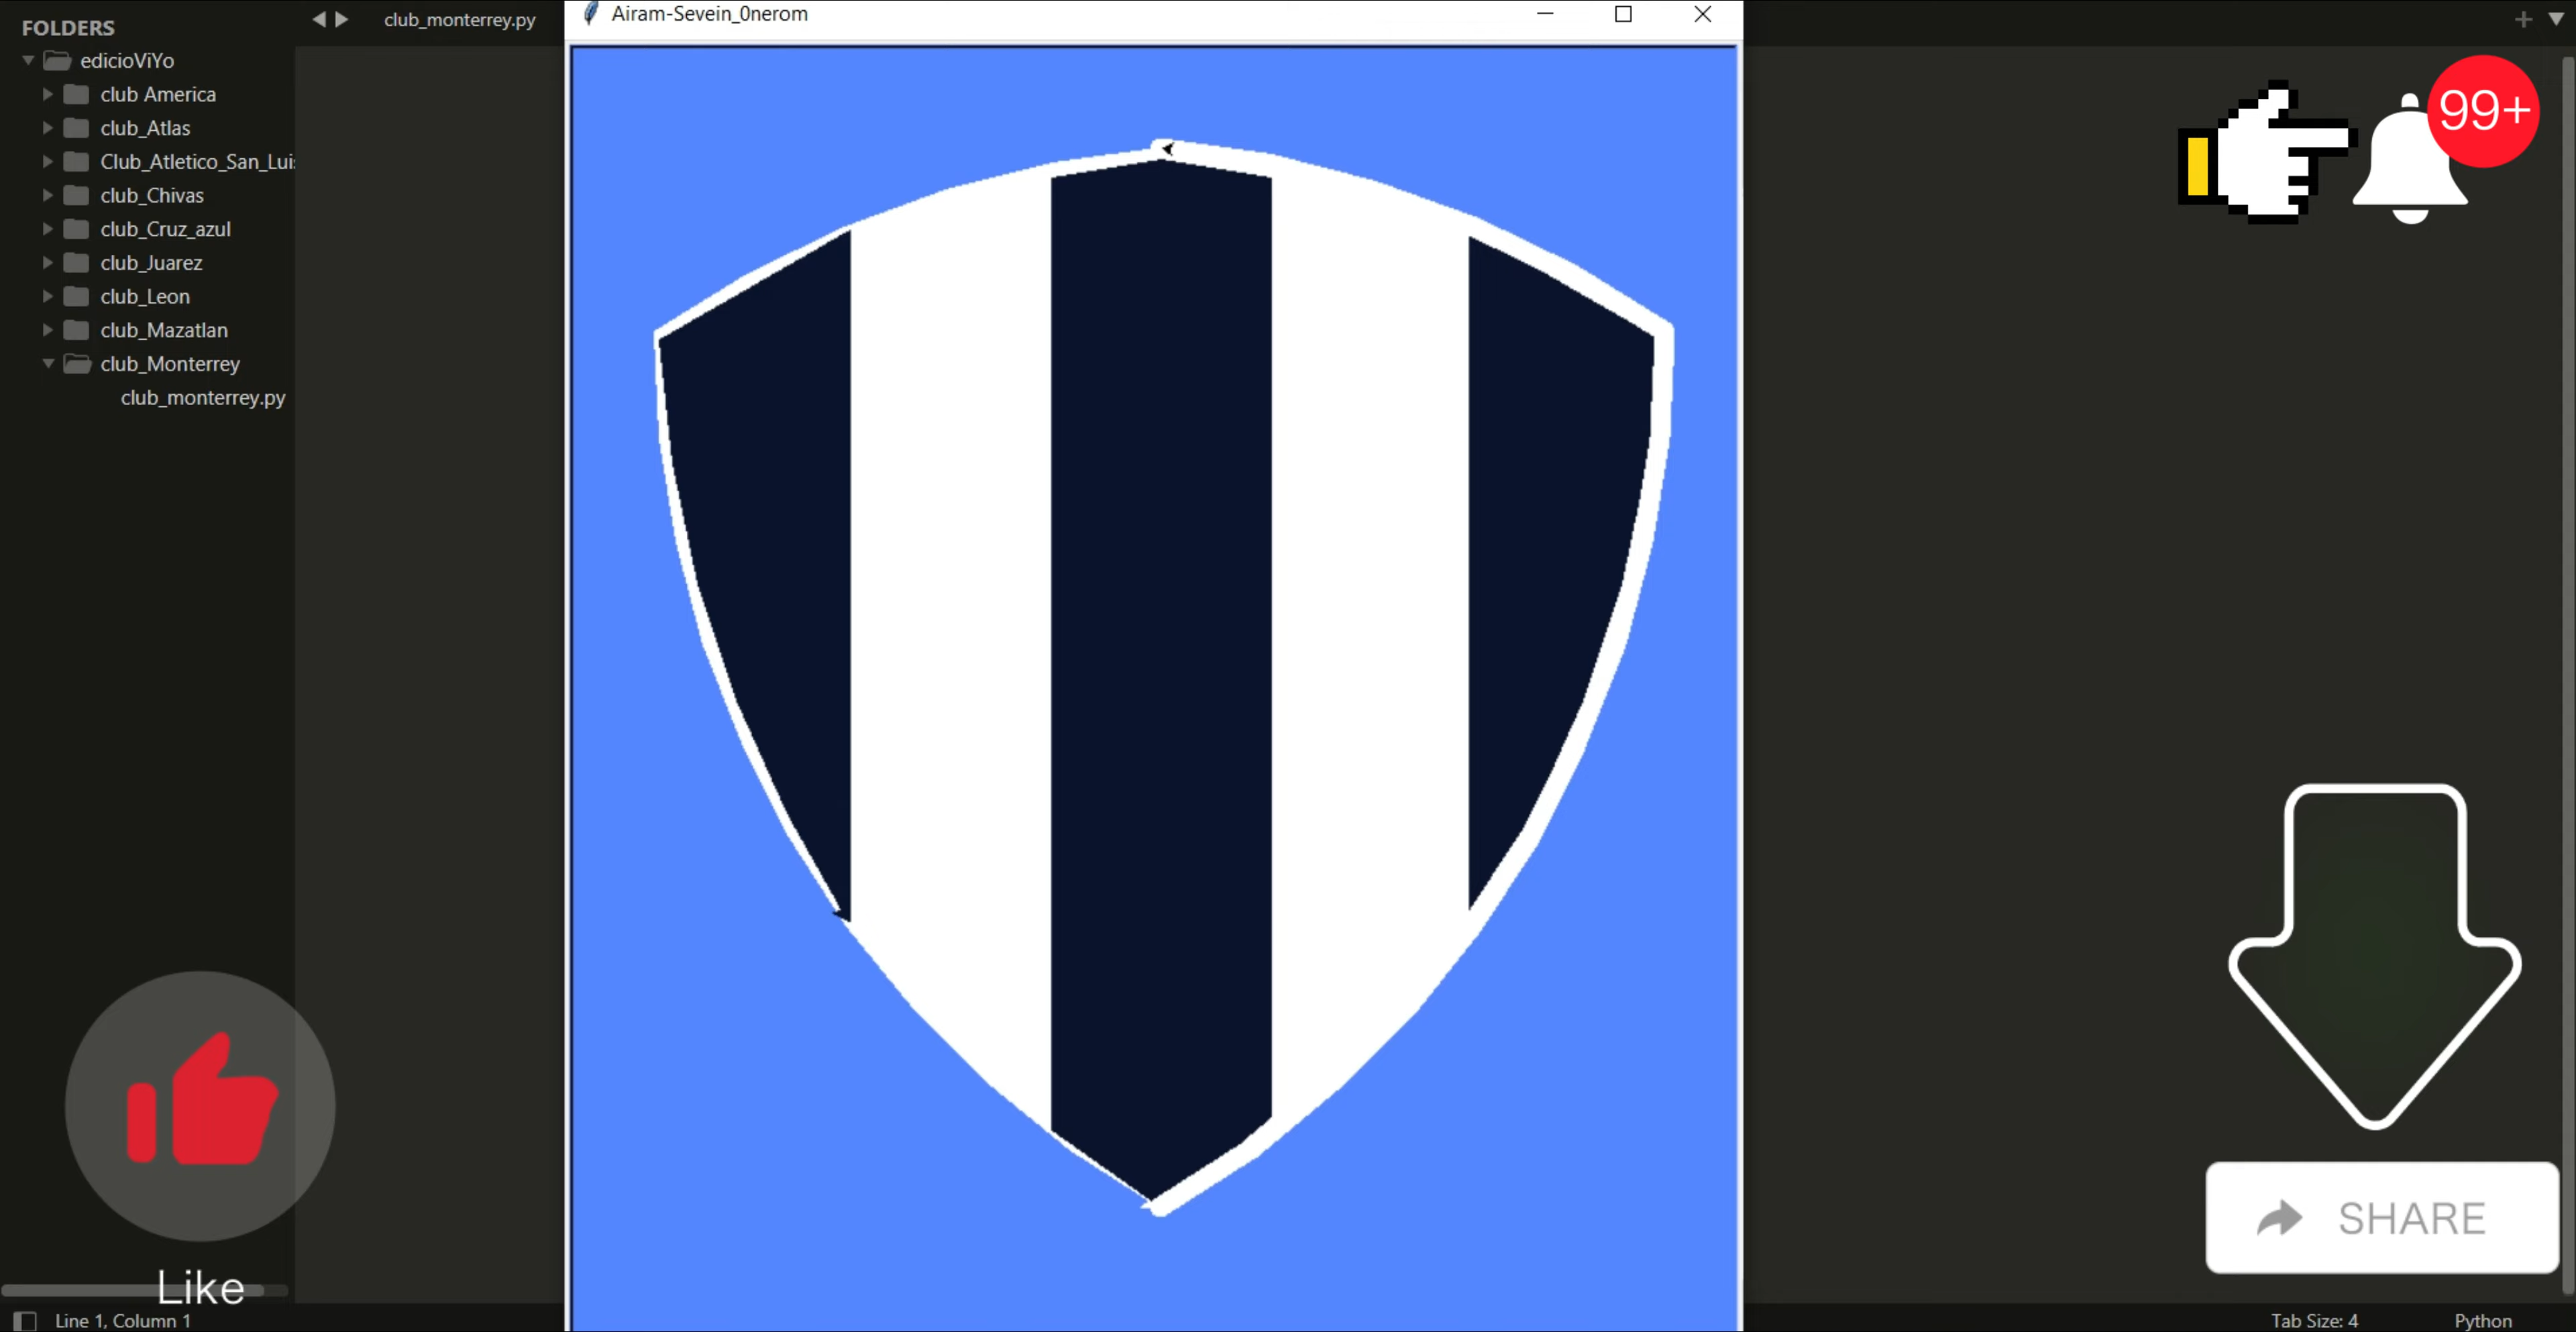 FOLDERS
club_monterrey.py
Airam-Sevein_0nerom
edicioViYo
club America
club_Atlas
Club_Atletico_San_Luis
club_Chivas
club_Cruz_azul
club_Juarez
club_Leon
club_Mazatlan
club_Monterrey
club_monterrey.py
99+
SHARE
Like
Line 1, Column 1
Tab Size: 4
Python